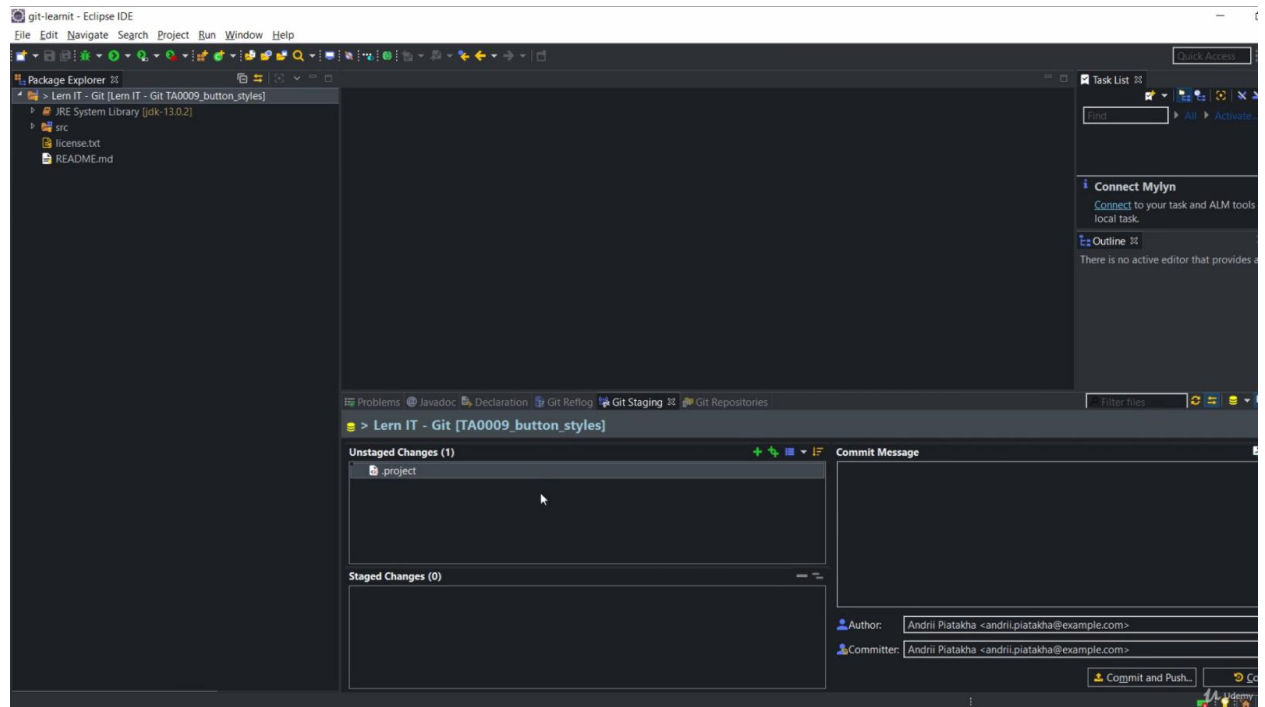 git-learnit - Eclipse IDE
File Edit Navigate Search Project Run Window Help
Quick Access
Package Explorer
> Lern IT - Git [Lern IT - Git TA0009_button_styles]
JRE System Library [jdk-13.0.2]
src
license.txt
README.md
Task List
Find All Activate...
Connect Mylyn
Connect to your task and ALM tools
local task.
Outline
There is no active editor that provides a
Problems Javadoc Declaration Git Reflog Git Staging Git Repositories
Filter files
> Lern IT - Git [TA0009_button_styles]
Unstaged Changes (1)
.project
Staged Changes (0)
Commit Message
Author: Andrii Piatakha <andrii.piatakha@example.com>
Committer: Andrii Piatakha <andrii.piatakha@example.com>
Commit and Push... Co
Udemy